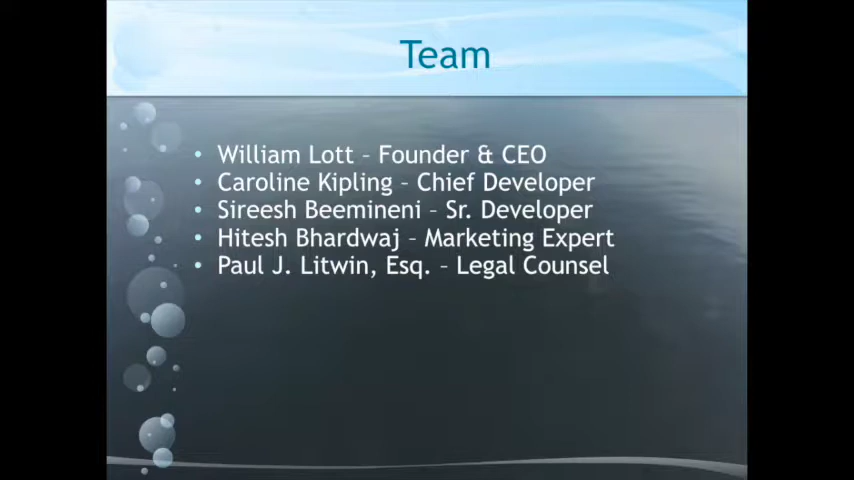 Team
• William Lott – Founder & CEO
• Caroline Kipling – Chief Developer
• Sireesh Beemineni – Sr. Developer
• Hitesh Bhardwaj – Marketing Expert
• Paul J. Litwin, Esq. – Legal Counsel